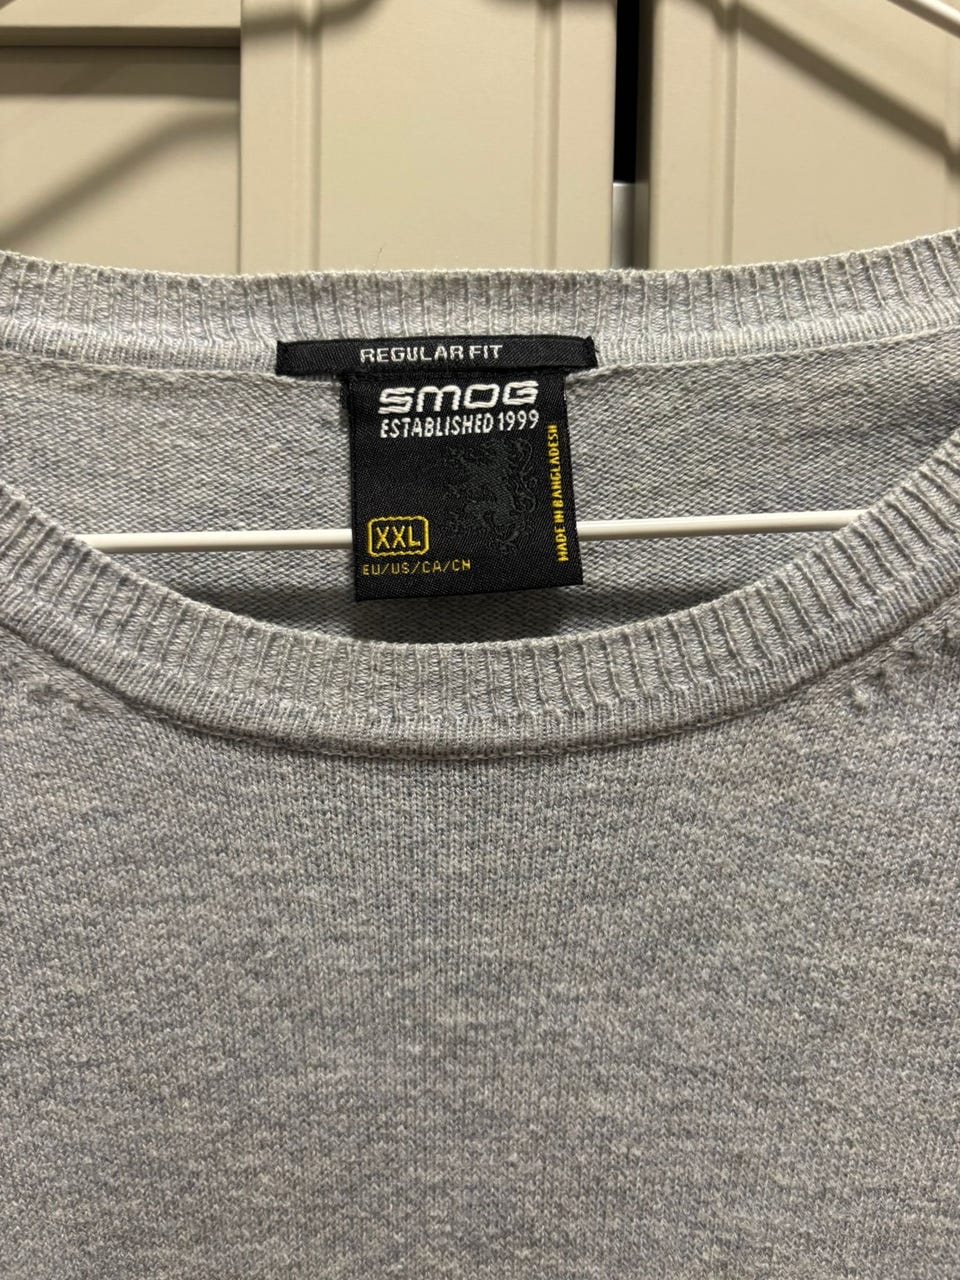 REGULAR FIT
SMOG
ESTABLISHED 1999
MADE IN BANGLADESH
XXL
EU/US/CA/CN